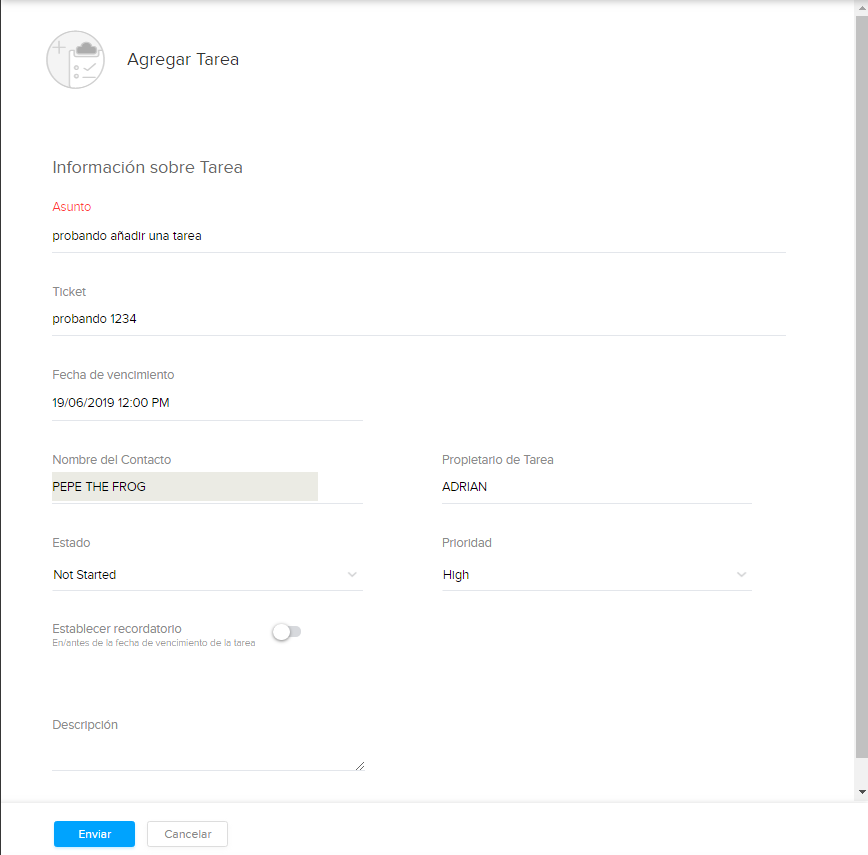 Agregar Tarea
Información sobre Tarea
Asunto
probando añadir una tarea
Ticket
probando 1234
Fecha de vencimiento
19/06/2019 12:00 PM
Nombre del Contacto
Propietario de Tarea
PEPE THE FROG
ADRIAN
Estado
Prioridad
Not Started
High
Establecer recordatorio
En/antes de la fecha de vencimiento de la tarea
Descripción
Enviar
Cancelar